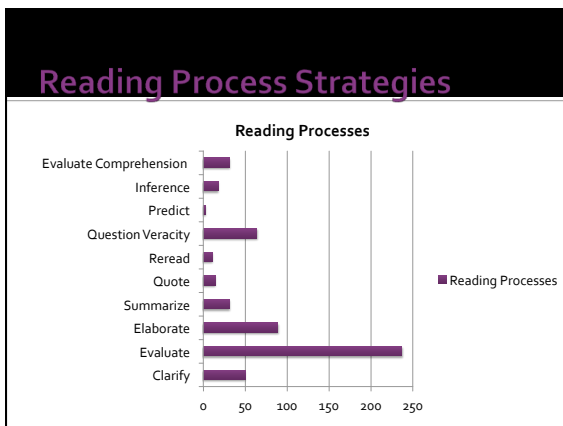 Reading Process Strategies
Reading Processes
Evaluate Comprehension
Inference
Predict
Question Veracity
Reread
Quote
Summarize
Elaborate
Evaluate
Clarify
Reading Processes
0 50 100 150 200 250